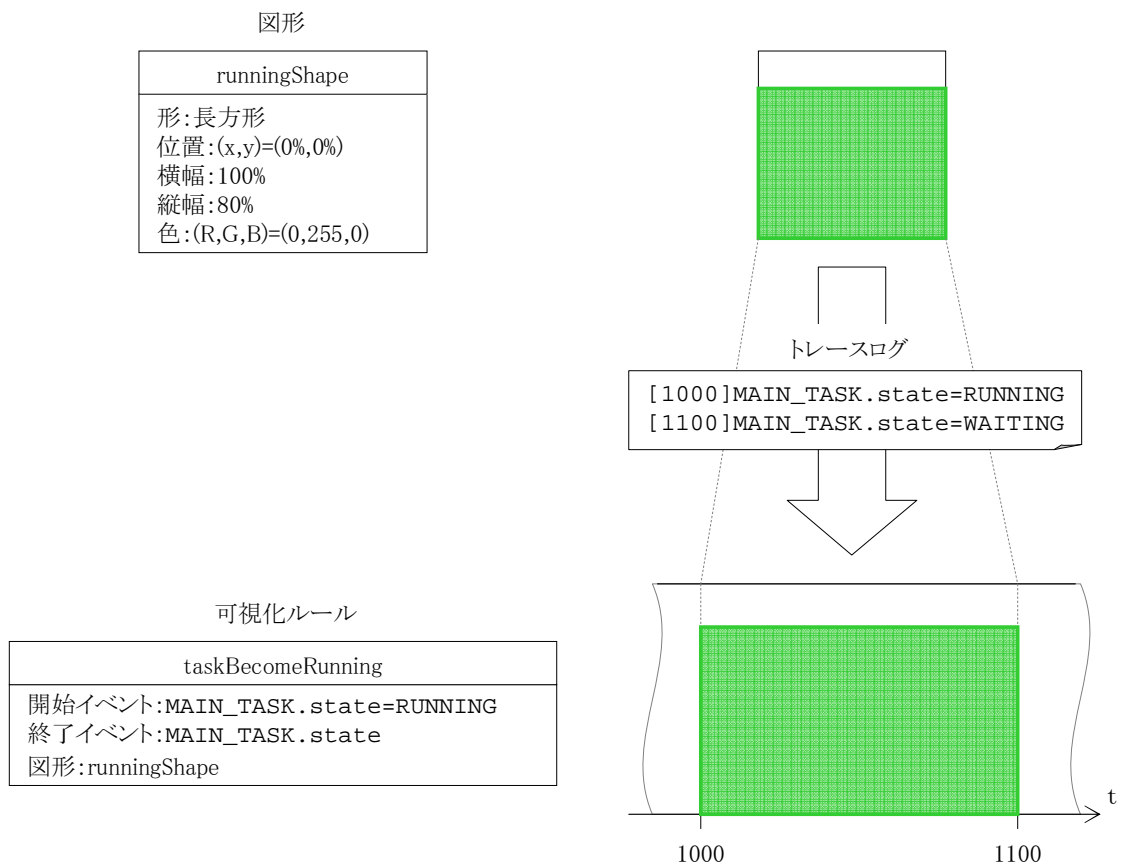 図形
runningShape
形:長方形
位置:(x,y)=(0%,0%)
横幅:100%
縦幅:80%
色:(R,G,B)=(0,255,0)
トレースログ
[1000]MAIN_TASK.state=RUNNING
[1100]MAIN_TASK.state=WAITING
可視化ルール
taskBecomeRunning
開始イベント:MAIN_TASK.state=RUNNING
終了イベント:MAIN_TASK.state
図形:runningShape
t
1000
1100